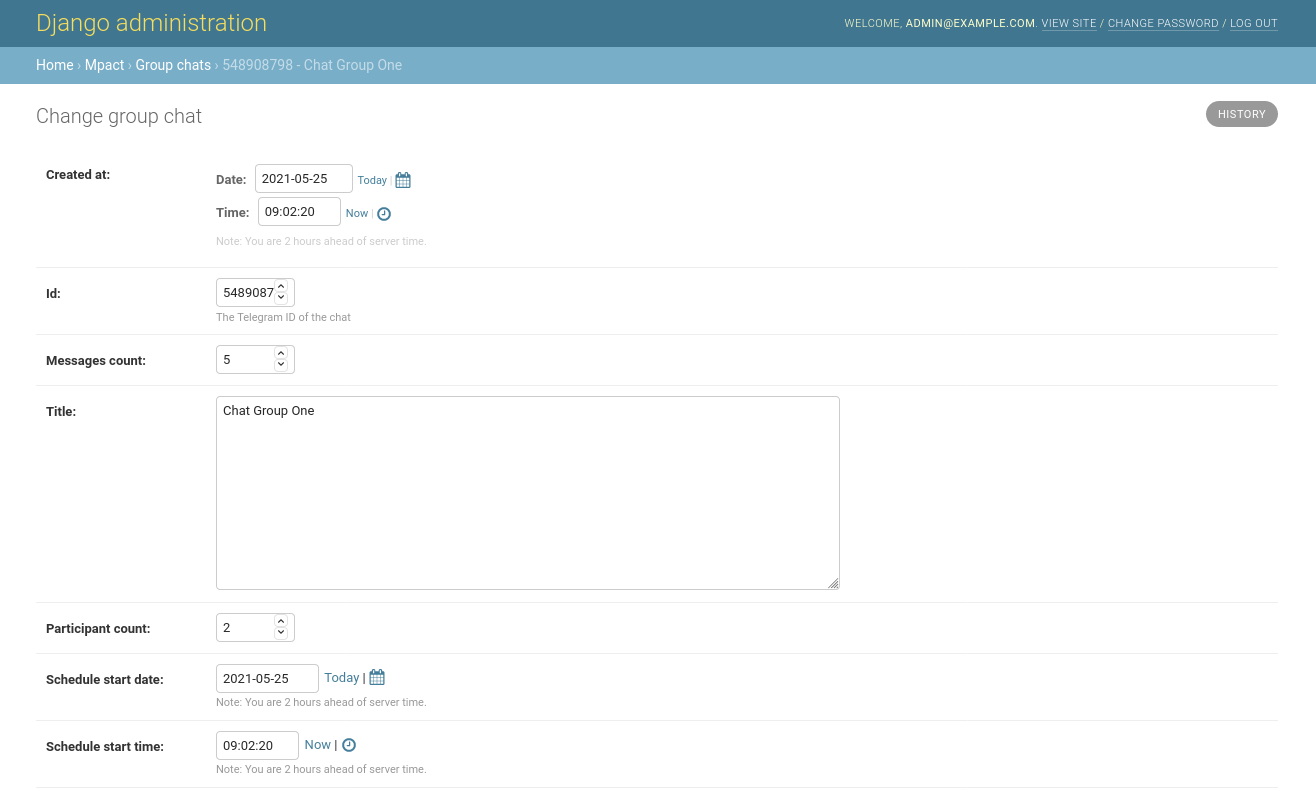 Django administration
WELCOME, ADMIN@EXAMPLE.COM. VIEW SITE / CHANGE PASSWORD / LOG OUT
Home › Mpact › Group chats › 548908798 - Chat Group One
Change group chat
HISTORY
Created at:
Date: 2021-05-25 Today |
Time: 09:02:20 Now |
Note: You are 2 hours ahead of server time.
Id: 5489087
The Telegram ID of the chat
Messages count: 5
Title: Chat Group One
Participant count: 2
Schedule start date: 2021-05-25 Today |
Note: You are 2 hours ahead of server time.
Schedule start time: 09:02:20 Now |
Note: You are 2 hours ahead of server time.